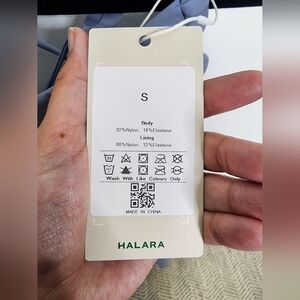 S
Body
82%Nylon, 18%Elastane
Lining
88%Nylon, 12%Elastane
Wash With Like Colours Only
MADE IN CHINA
HALARA